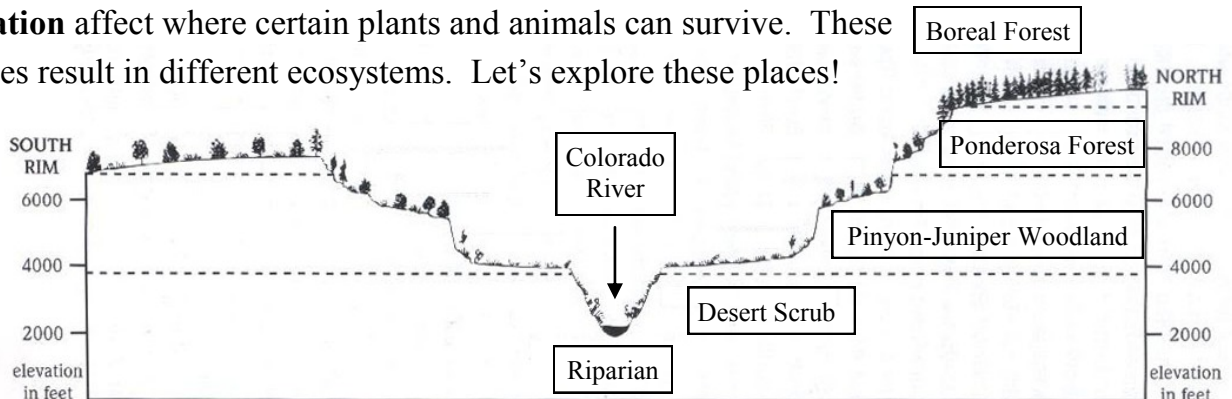 ation affect where certain plants and animals can survive. These
es result in different ecosystems. Let's explore these places!
Boreal Forest
NORTH
RIM
SOUTH
RIM
Colorado
River
Ponderosa Forest
8000
6000
6000
Pinyon-Juniper Woodland
4000
4000
Desert Scrub
2000
2000
Riparian
elevation
in feet
elevation
in feet